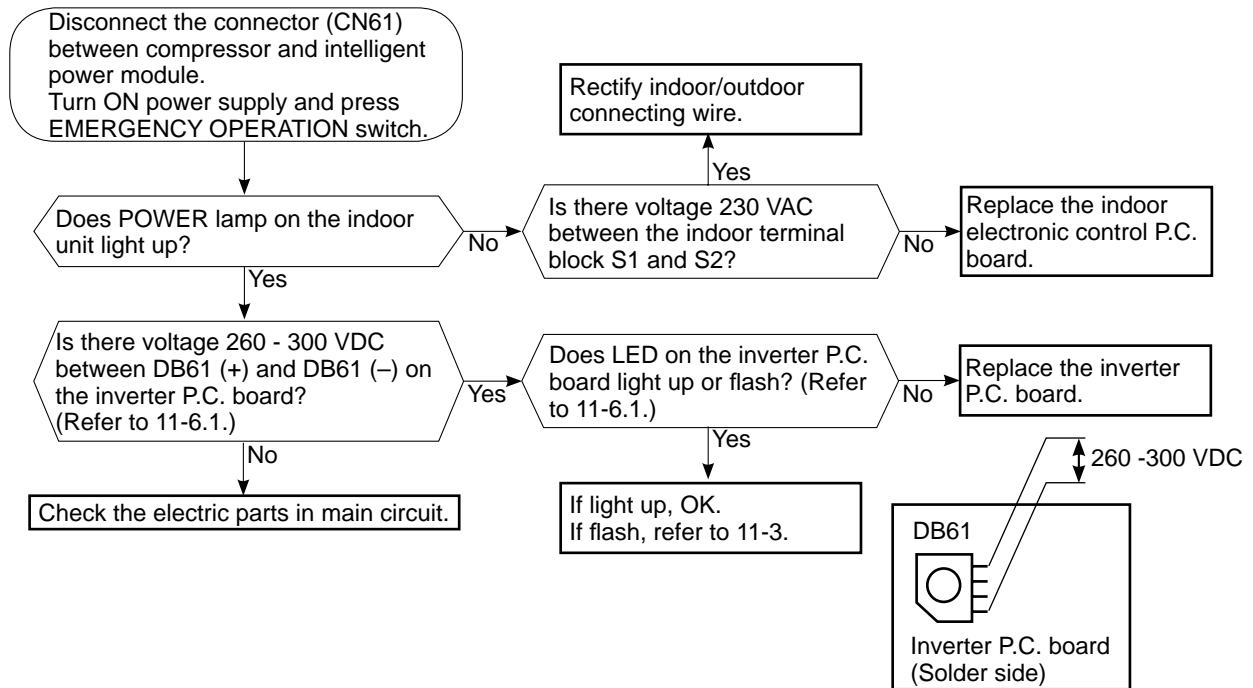 Disconnect the connector (CN61)
between compressor and intelligent
power module.
Turn ON power supply and press
EMERGENCY OPERATION switch.
Rectify indoor/outdoor
connecting wire.
Yes
Does POWER lamp on the indoor
unit light up?
No
Is there voltage 230 VAC
between the indoor terminal
block S1 and S2?
No
Replace the indoor
electronic control P.C.
board.
Yes
Is there voltage 260 - 300 VDC
between DB61 (+) and DB61 (–) on
the inverter P.C. board?
(Refer to 11-6.1.)
Yes
Does LED on the inverter P.C.
board light up or flash? (Refer
to 11-6.1.)
No
Replace the inverter
P.C. board.
No
Yes
Check the electric parts in main circuit.
If light up, OK.
If flash, refer to 11-3.
260 -300 VDC
DB61
Inverter P.C. board
(Solder side)